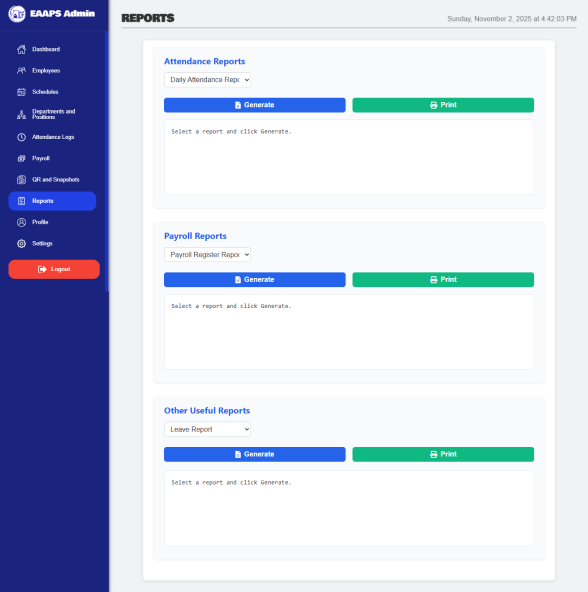 EAAPS Admin
REPORTS
Sunday, November 2, 2025 at 4:42:03 PM
Dashboard
Employees
Schedules
Departments and
Positions
Attendance Logs
Payroll
QR and Snapshots
Reports
Profile
Settings
Logout
Attendance Reports
Daily Attendance Repc
Generate
Print
Select a report and click Generate.
Payroll Reports
Payroll Register Repor
Generate
Print
Select a report and click Generate.
Other Useful Reports
Leave Report
Generate
Print
Select a report and click Generate.